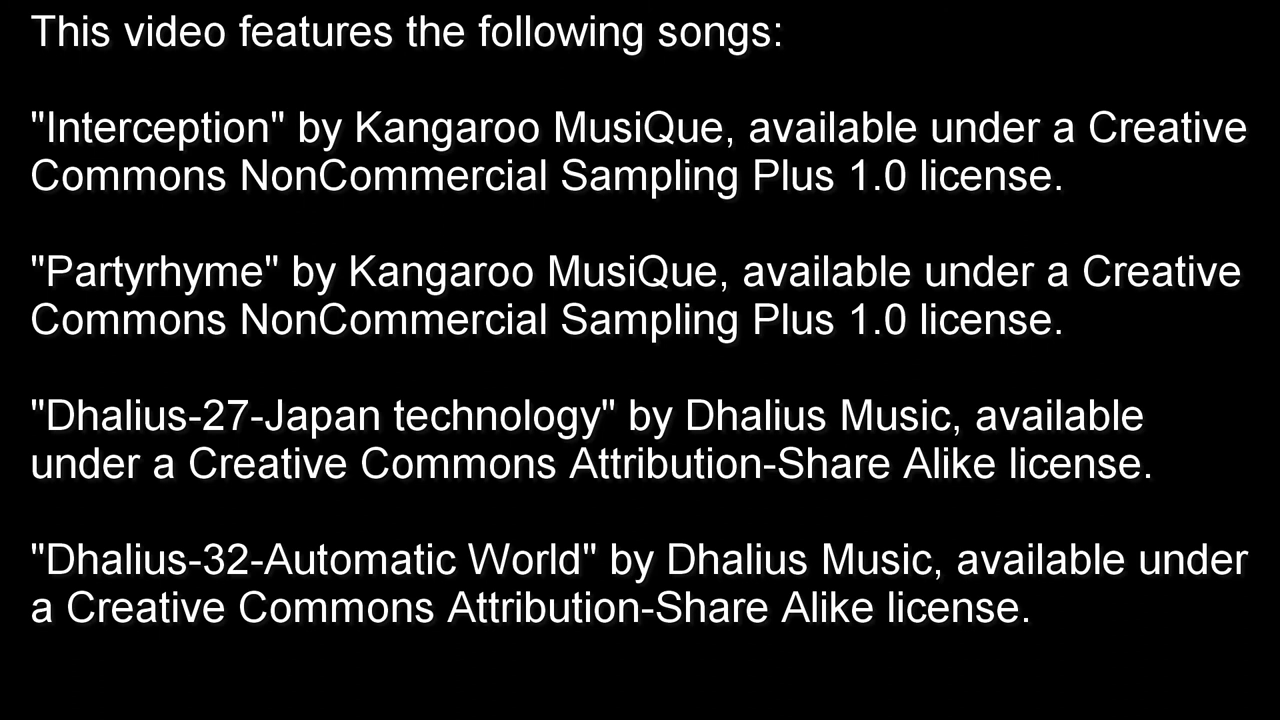 This video features the following songs:
"Interception" by Kangaroo MusiQue, available under a Creative
Commons NonCommercial Sampling Plus 1.0 license.
"Partyrhyme" by Kangaroo MusiQue, available under a Creative
Commons NonCommercial Sampling Plus 1.0 license.
"Dhalius-27-Japan technology" by Dhalius Music, available
under a Creative Commons Attribution-Share Alike license.
"Dhalius-32-Automatic World" by Dhalius Music, available under
a Creative Commons Attribution-Share Alike license.